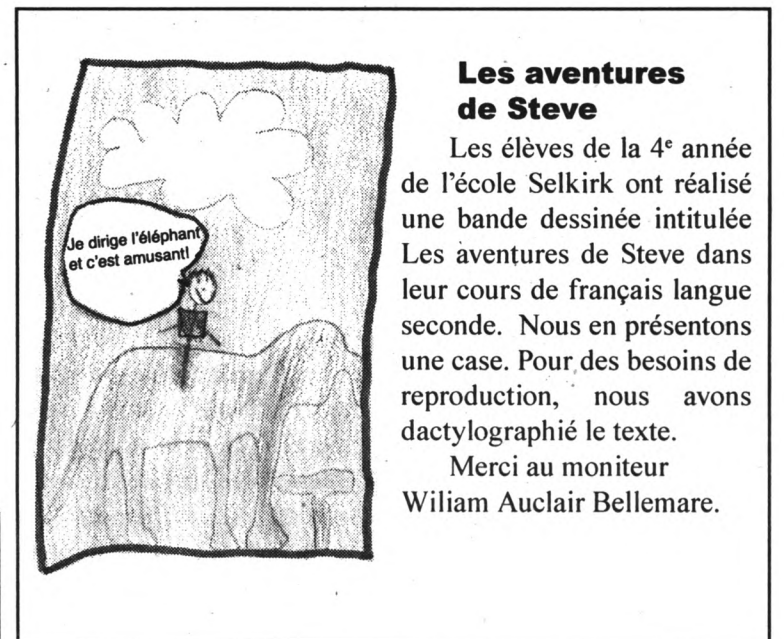 Je dirige l'éléphant
et c'est amusant!
Les aventures
de Steve
Les élèves de la 4e année
de l'école Selkirk ont réalisé
une bande dessinée intitulée
Les aventures de Steve dans
leur cours de français langue
seconde. Nous en présentons
une case. Pour des besoins de
reproduction, nous avons
dactylographié le texte.
Merci au moniteur
Wiliam Auclair Bellemare.